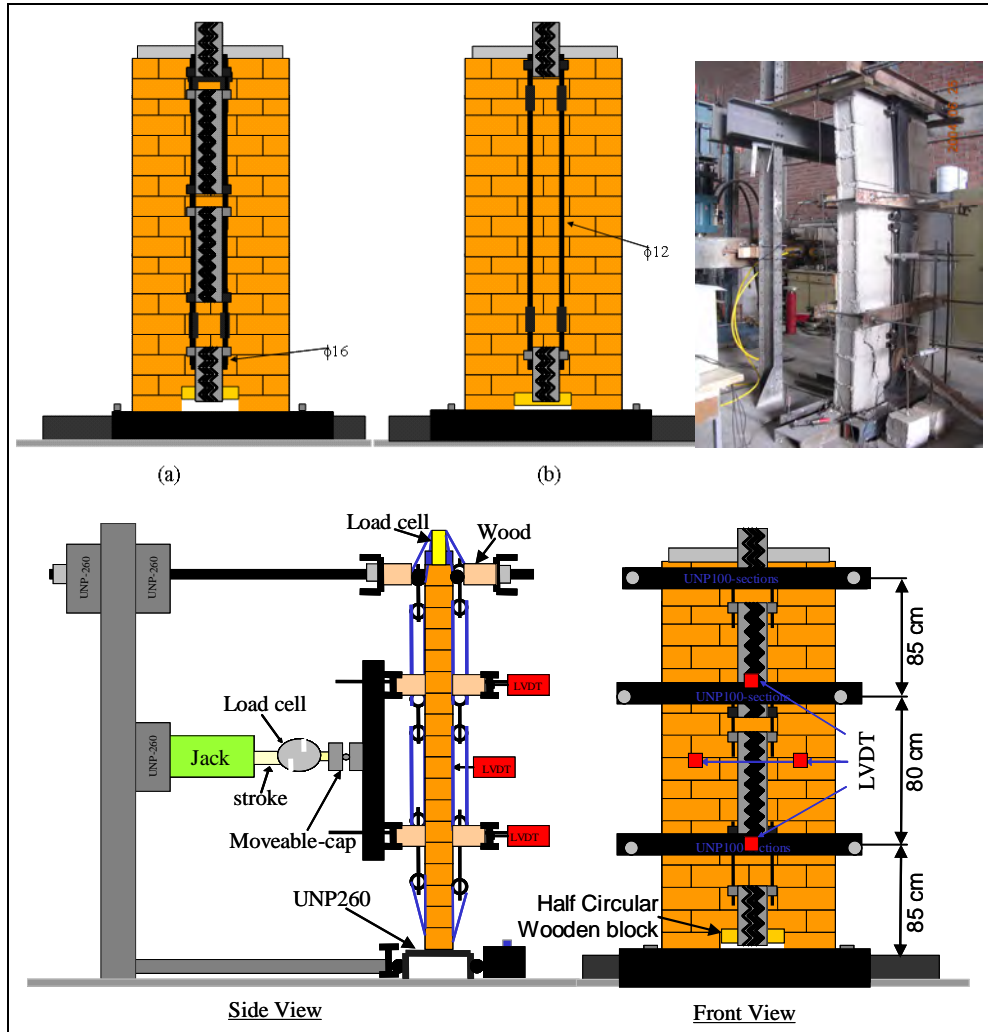 ϕ16
ϕ12
(a)
(b)
Load cell
Wood
UNP-260
UNP-260
UNP-260
Load cell
Jack
stroke
Moveable-cap
LVDT
LVDT
LVDT
UNP260
Side View
UNP100-sections
UNP100-sections
UNP100-sections
85 cm
80 cm
85 cm
LVDT
Half Circular
Wooden block
Front View